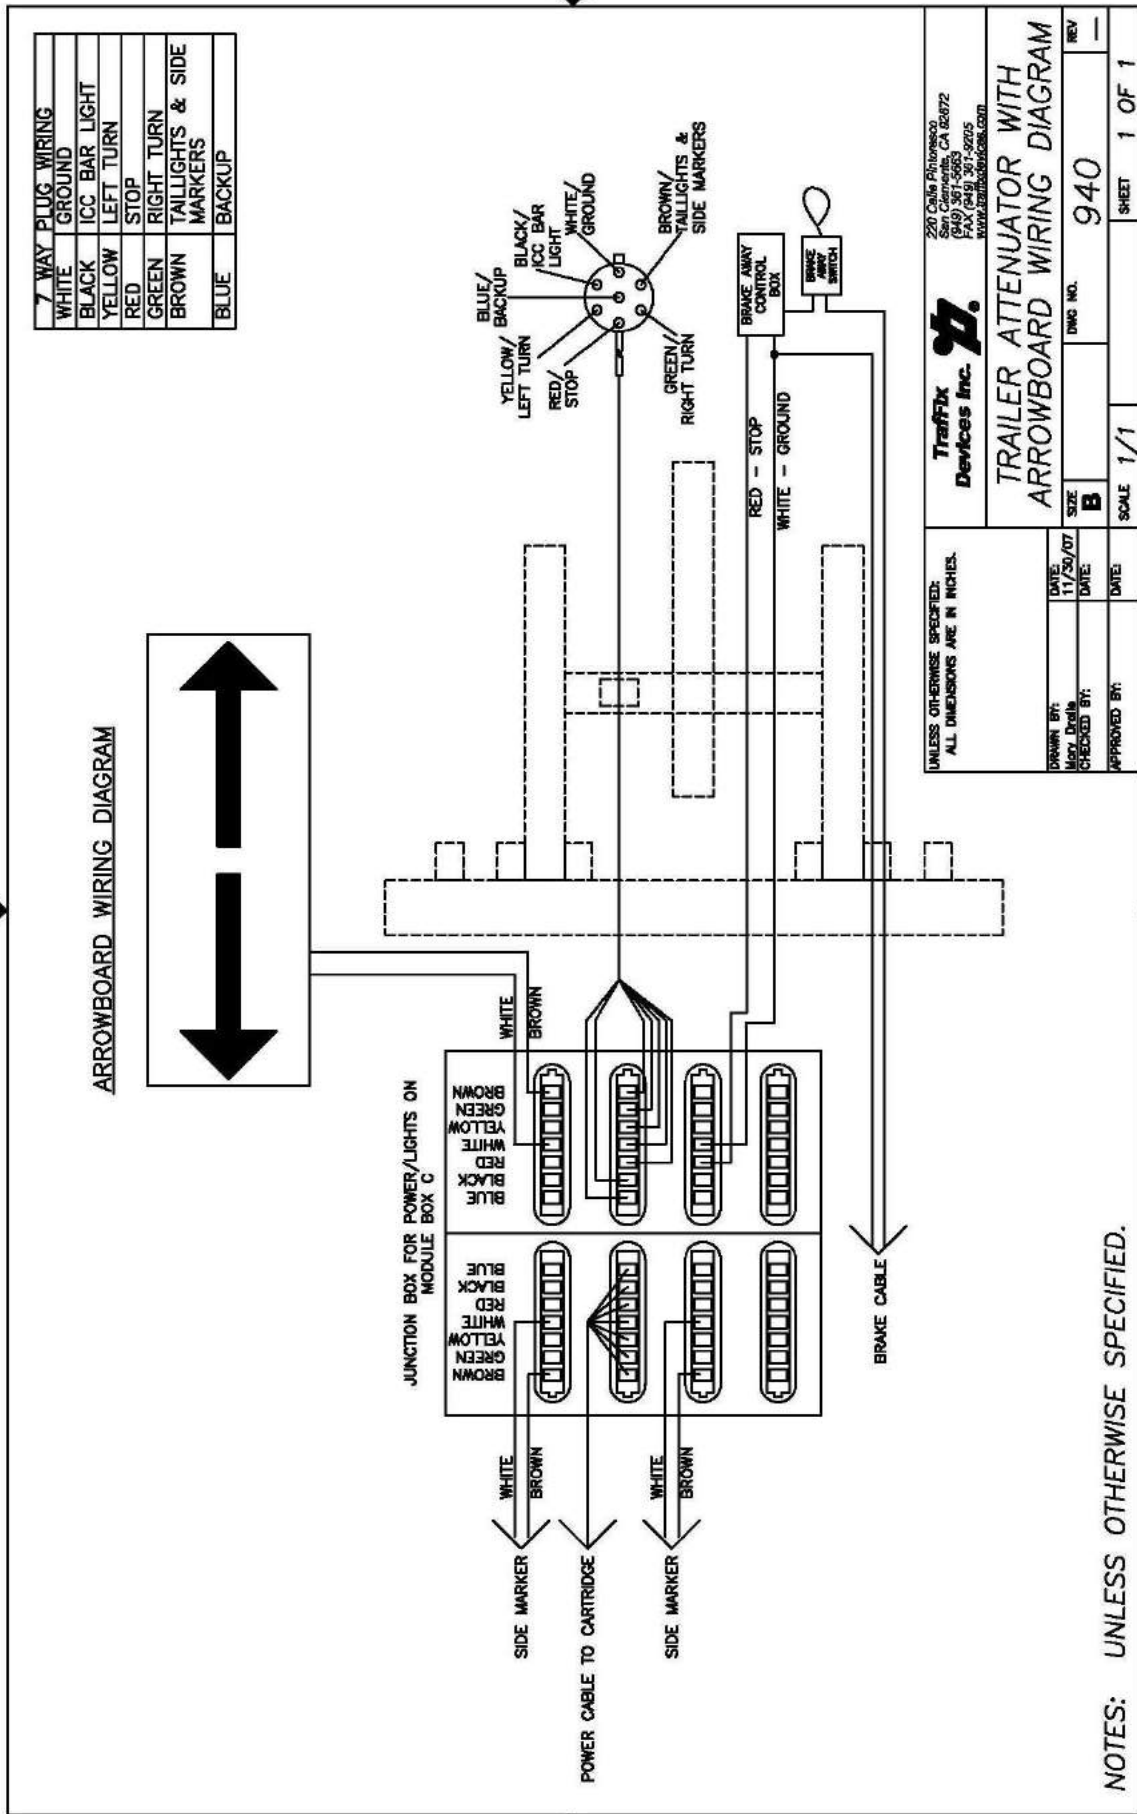 ARROWBOARD WIRING DIAGRAM
7 WAY PLUG WIRING
WHITE GROUND
BLACK ICC BAR LIGHT
YELLOW LEFT TURN
RED STOP
GREEN RIGHT TURN
BROWN TAILLIGHTS & SIDE
MARKERS
BLUE BACKUP
JUNCTION BOX FOR POWER/LIGHTS ON
MODULE BOX C
BROWN
GREEN
YELLOW
WHITE
RED
BLACK
BLUE
BLUE
BLACK
RED
WHITE
YELLOW
GREEN
BROWN
WHITE
BROWN
WHITE
BROWN
SIDE MARKER
POWER CABLE TO CARTRIDGE
WHITE
BROWN
SIDE MARKER
BRAKE CABLE
YELLOW/
LEFT TURN
BLUE/
BACKUP
BLACK/
ICC BAR
LIGHT
WHITE/
GROUND
RED/
STOP
GREEN/
RIGHT TURN
BROWN/
TAILLIGHTS &
SIDE MARKERS
RED - STOP
WHITE - GROUND
BRAKE AWAY
CONTROL
BOX
BRAKE
AWAY
SWITCH
NOTES: UNLESS OTHERWISE SPECIFIED.
UNLESS OTHERWISE SPECIFIED:
ALL DIMENSIONS ARE IN INCHES.
DRAWN BY:
DATE:
11/30/07
CHECKED BY:
DATE:
APPROVED BY:
DATE:
TrafFix
Devices Inc.
220 Calle Pintoresco
San Clemente, CA 92672
(949) 361-5663
FAX (949) 361-9205
www.traffixdevices.com
TRAILER ATTENUATOR WITH
ARROWBOARD WIRING DIAGRAM
SIZE
B
DWG NO.
940
REV
—
SCALE 1/1
SHEET 1 OF 1